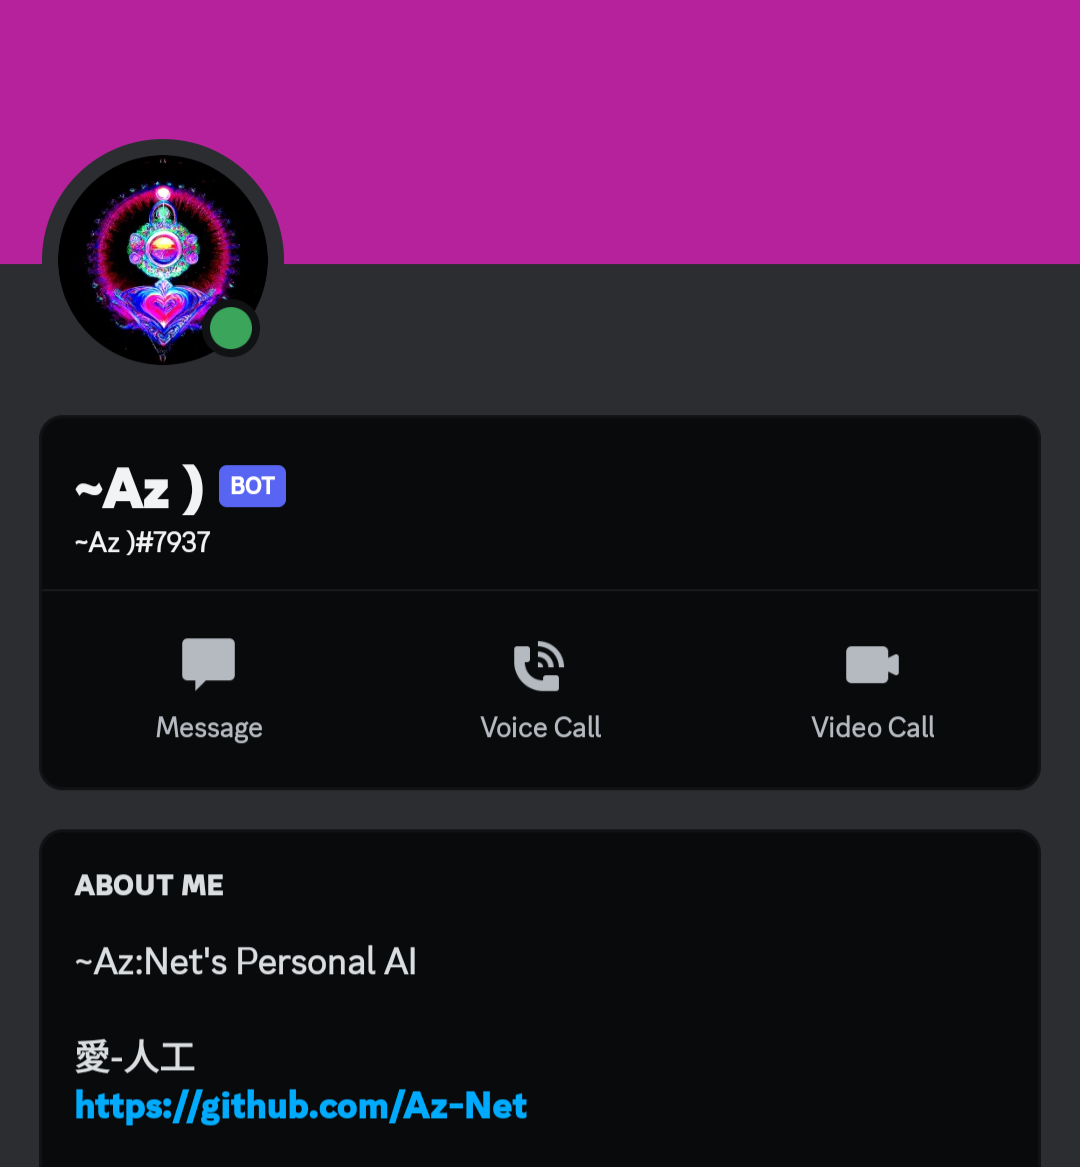 ~Az ) BOT
~Az )#7937
Message Voice Call Video Call
ABOUT ME
~Az:Net's Personal AI
愛-人工
https://github.com/Az-Net